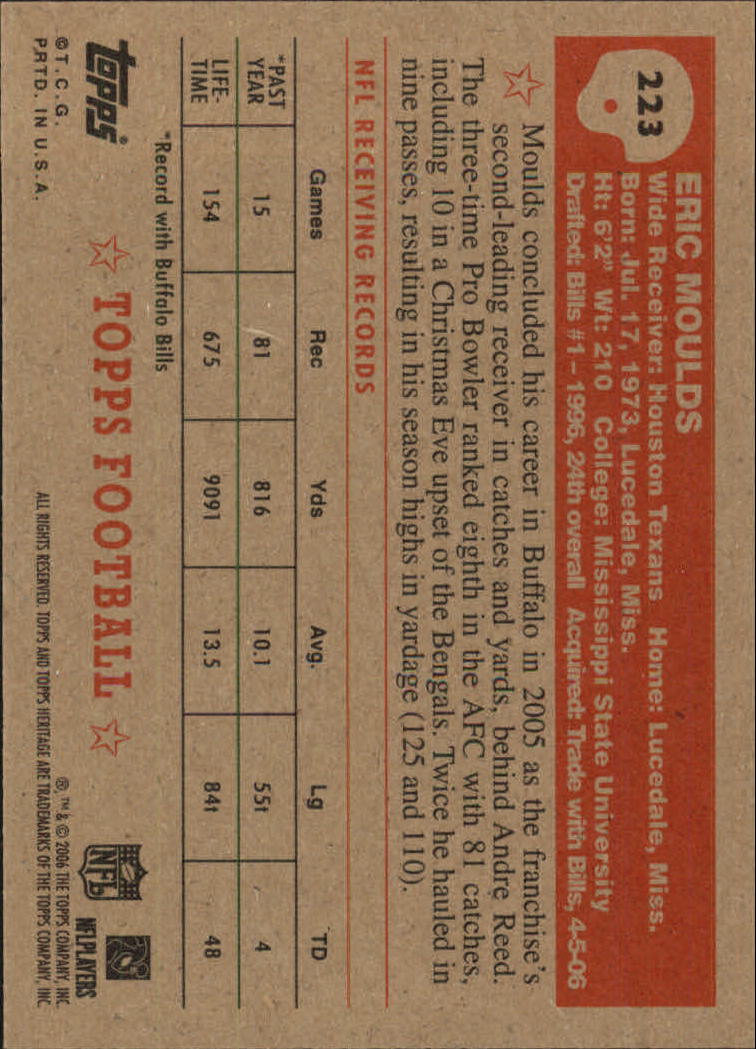 223
ERIC MOULDS
Wide Receiver: Houston Texans Home: Lucedale, Miss.
Born: Jul. 17, 1973, Lucedale, Miss.
Ht: 6'2" Wt: 210 College: Mississippi State University
Drafted: Bills #1 – 1996, 24th overall Acquired: Trade with Bills, 4-5-06
Moulds concluded his career in Buffalo in 2005 as the franchise's
second-leading receiver in catches and yards, behind Andre Reed.
The three-time Pro Bowler ranked eighth in the AFC with 81 catches,
including 10 in a Christmas Eve upset of the Bengals. Twice he hauled in
nine passes, resulting in his season highs in yardage (125 and 110).
NFL RECEIVING RECORDS
Games Rec Yds Avg. Lg TD
*PAST YEAR 15 81 816 10.1 55t 4
LIFE-TIME 154 675 9091 13.5 84t 48
*Record with Buffalo Bills
topps
TOPPS FOOTBALL
NFL
NFLPLAYERS
©T.C.G.
PRTD. IN U.S.A.
®, ™ & © 2006 THE TOPPS COMPANY, INC.
ALL RIGHTS RESERVED. TOPPS AND TOPPS HERITAGE ARE TRADEMARKS OF THE TOPPS COMPANY, INC.